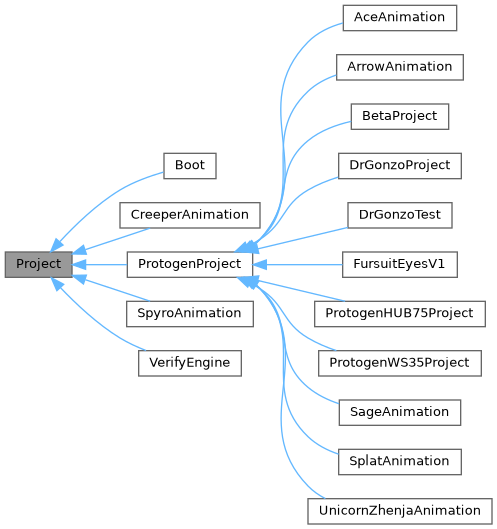 AceAnimation
ArrowAnimation
BetaProject
Boot
DrGonzoProject
CreeperAnimation
DrGonzoTest
Project
ProtogenProject
FursuitEyesV1
SpyroAnimation
ProtogenHUB75Project
VerifyEngine
ProtogenWS35Project
SageAnimation
SplatAnimation
UnicornZhenjaAnimation